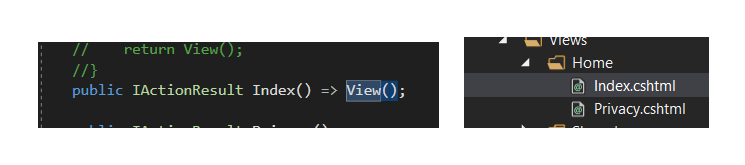 //    return View();
//}
public IActionResult Index() => View();
Views
Home
Index.cshtml
Privacy.cshtml